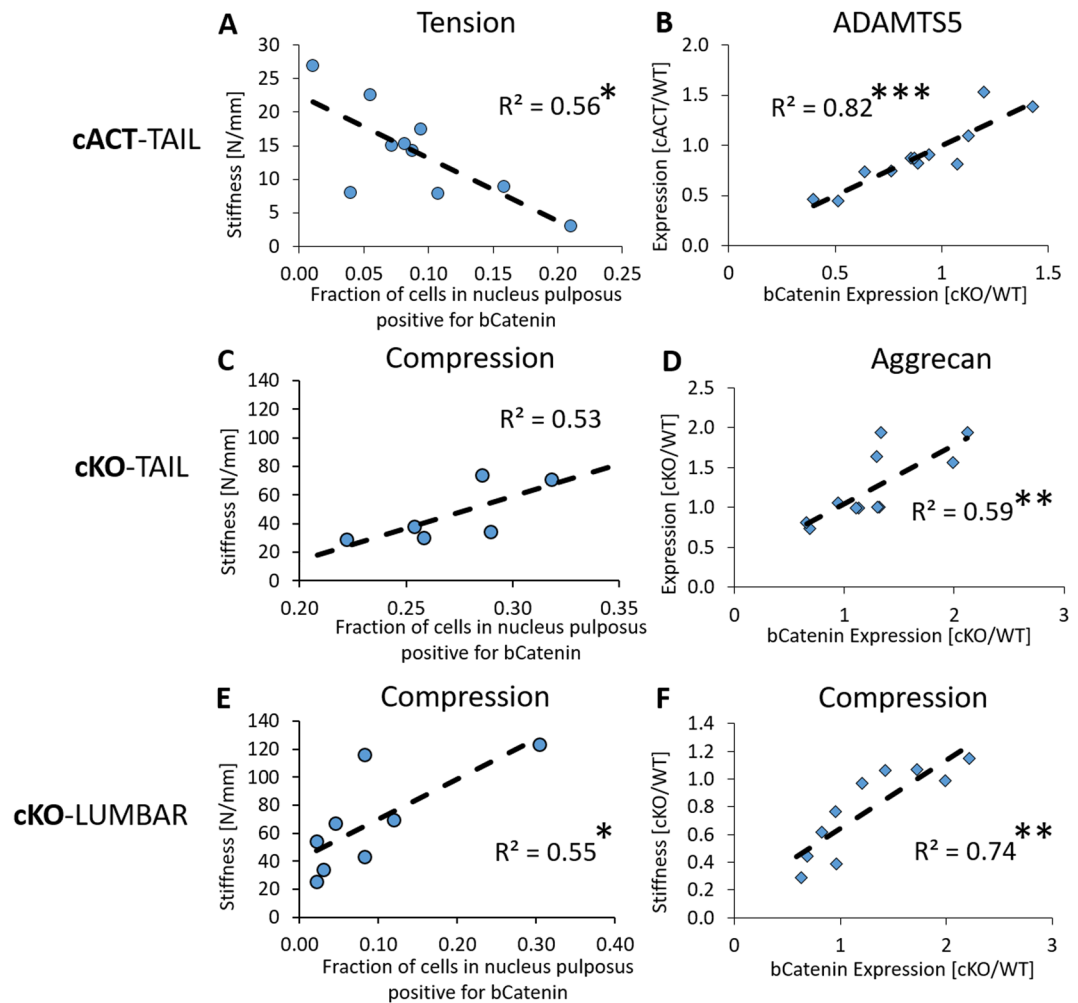 A
Tension
30
25
20
15
10
5
0
Stiffness [N/mm]
R² = 0.56*
0.00 0.05 0.10 0.15 0.20 0.25
Fraction of cells in nucleus pulposus
positive for bCatenin
cACT-TAIL
B
ADAMTS5
2.0
1.5
1.0
0.5
0.0
Expression [cACT/WT]
R² = 0.82***
0 0.5 1 1.5
bCatenin Expression [cKO/WT]
C
Compression
140
120
100
80
60
40
20
0
Stiffness [N/mm]
R² = 0.53
0.20 0.25 0.30 0.35
Fraction of cells in nucleus pulposus
positive for bCatenin
cKO-TAIL
D
Aggrecan
2.5
2.0
1.5
1.0
0.5
0.0
Expression [cKO/WT]
R² = 0.59**
0 1 2 3
bCatenin Expression [cKO/WT]
E
Compression
140
120
100
80
60
40
20
0
Stiffness [N/mm]
R² = 0.55*
0.00 0.10 0.20 0.30 0.40
Fraction of cells in nucleus pulposus
positive for bCatenin
cKO-LUMBAR
F
Compression
1.4
1.2
1.0
0.8
0.6
0.4
0.2
0.0
Stiffness [cKO/WT]
R² = 0.74**
0 1 2 3
bCatenin Expression [cKO/WT]